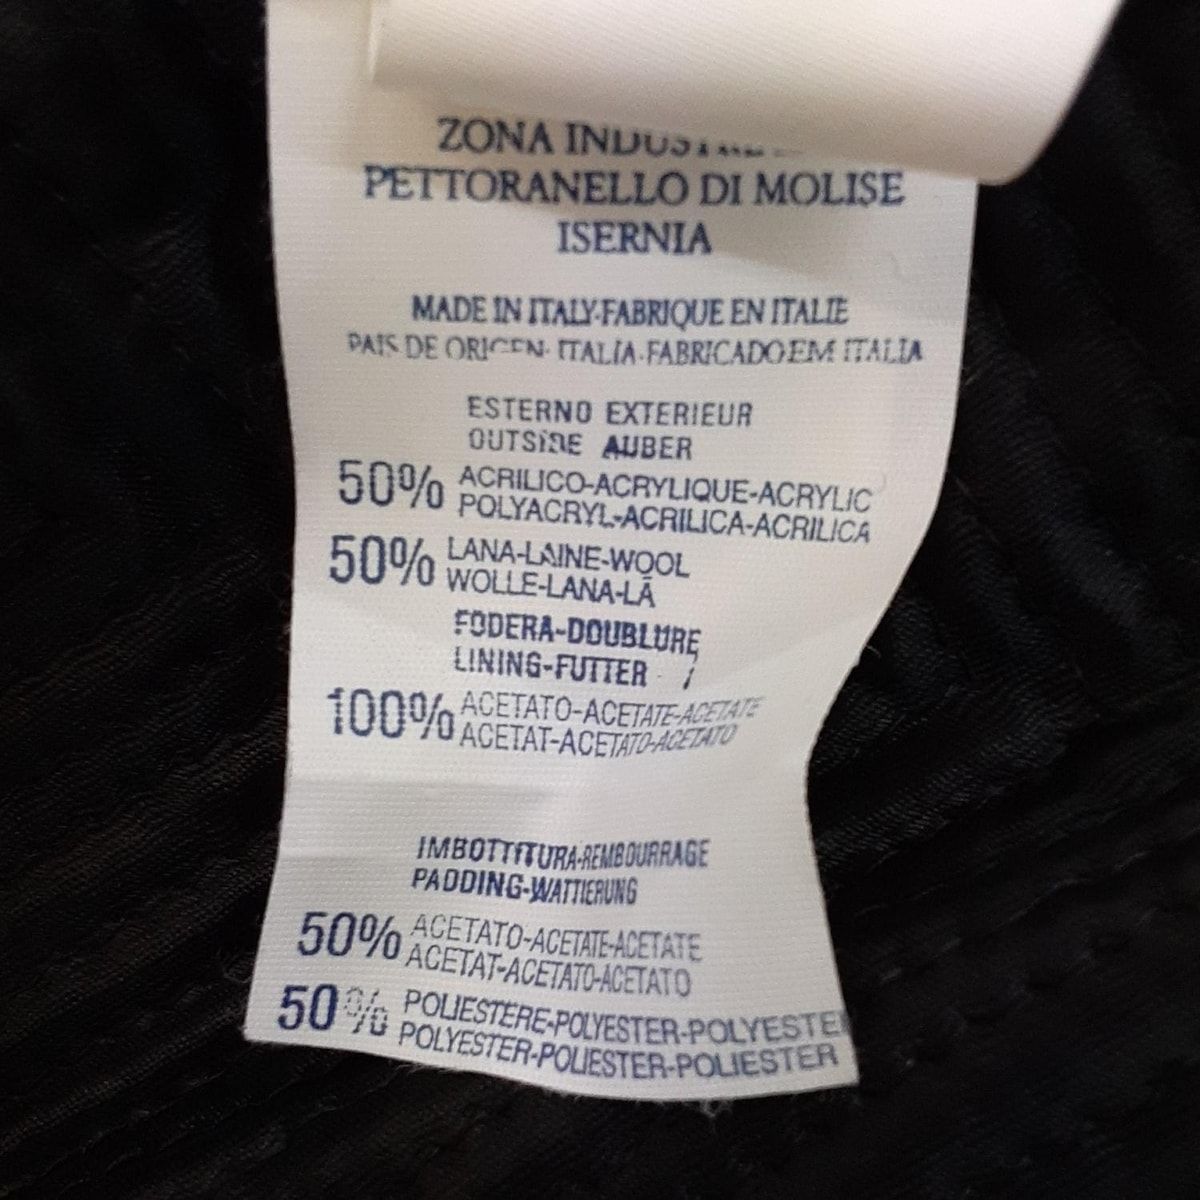 ZONA
PETTORANELLO DI MOLISE
ISERNIA
MADE IN ITALY-FABRIQUE EN ITALIE
PAIS DE ORIGEN-ITALIA-FABRICADO EM ITALIA
ESTERNO EXTERIEUR
OUTSIDE AUBER
50% ACRILICO-ACRYLIQUE-ACRYLIC
POLYACRYL-ACRILICA-ACRILICA
50% LANA-LAINE-WOOL
WOLLE-LANA-LÃ
FODERA-DOUBLURE
LINING-FUTTER
100% ACETATO-ACETATE-ACETATE
ACETAT-ACETATO-ACETATO
IMBOTTITURA-REMBOURRAGE
PADDING-WATTIERUNG
50% ACETATO-ACETATE-ACETATE
ACETAT-ACETATO-ACETATO
50% POLIESTERE-POLYESTER-POLYESTER
POLYESTER-POLIESTER-POLIESTER